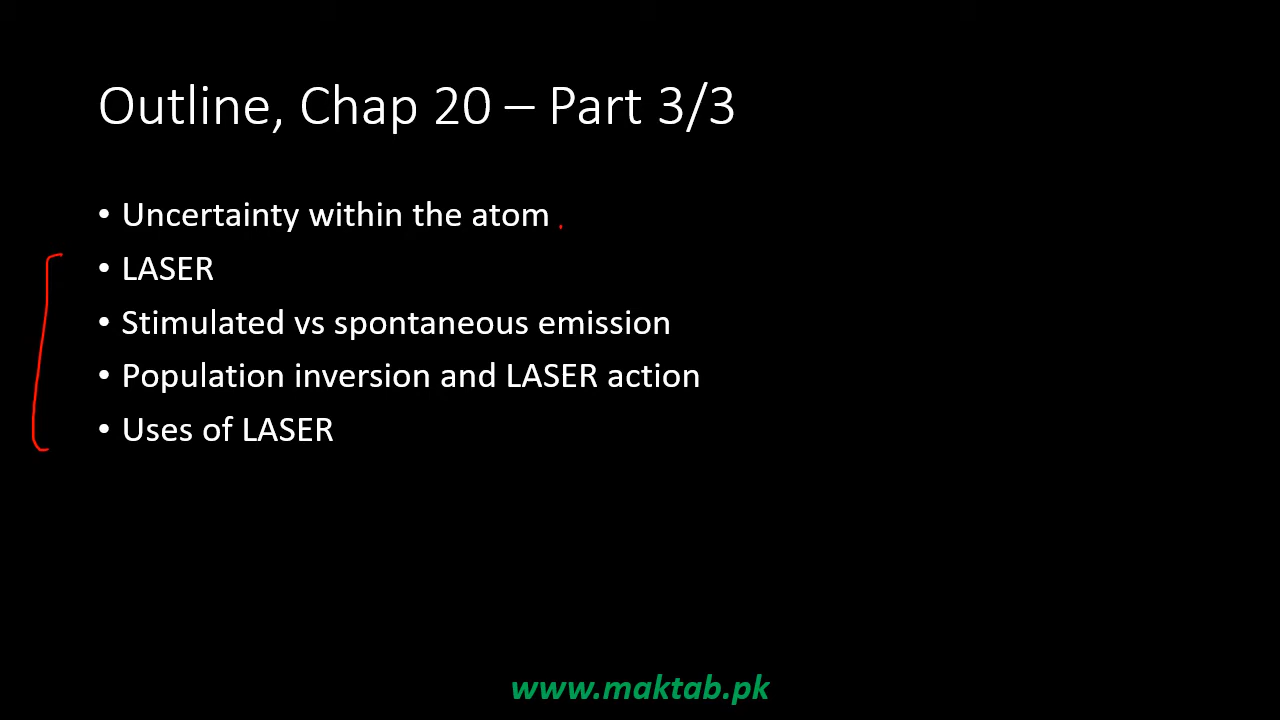 Outline, Chap 20 – Part 3/3
• Uncertainty within the atom
• LASER
• Stimulated vs spontaneous emission
• Population inversion and LASER action
• Uses of LASER
www.maktab.pk